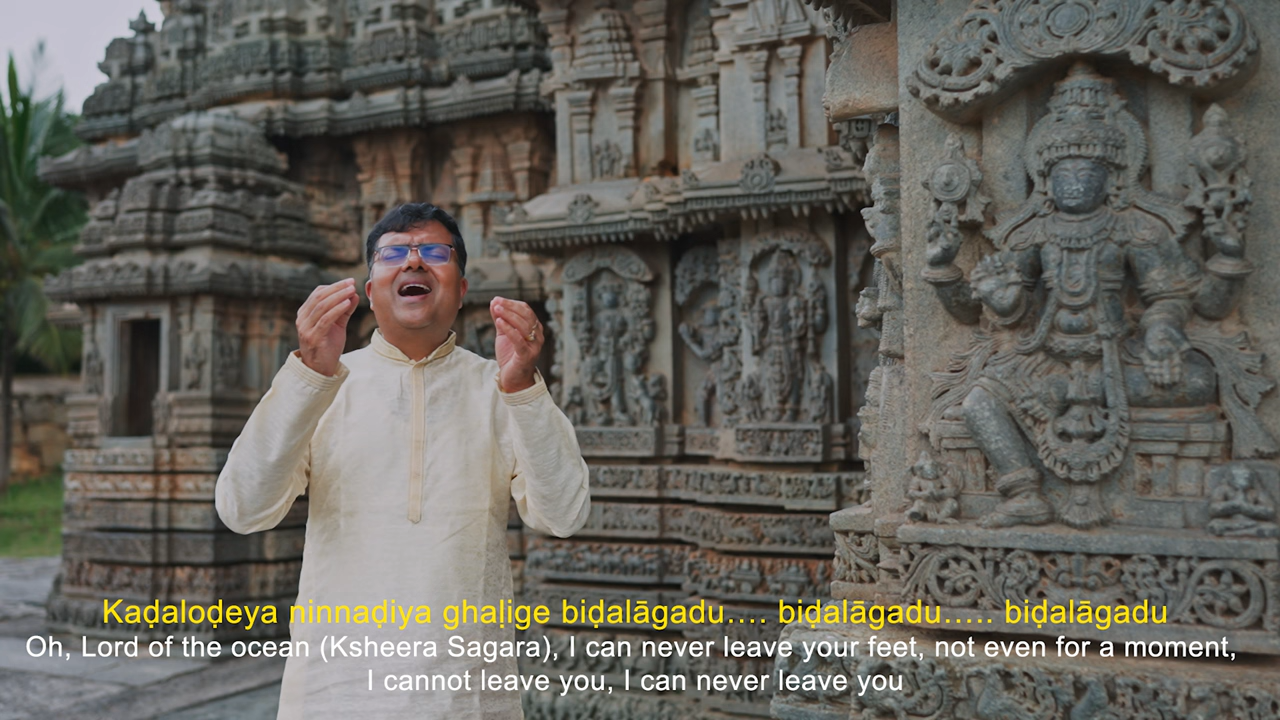 Kaḍaloḍeya ninnaḍiya ghaḷige biḍalāgadu.... biḍalāgadu..... biḍalāgadu
Oh, Lord of the ocean (Ksheera Sagara), I can never leave your feet, not even for a moment,
I cannot leave you, I can never leave you